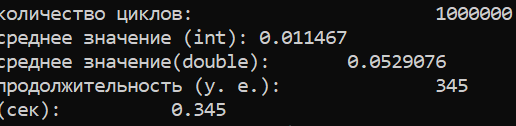 количество циклов: 1000000
среднее значение (int): 0.011467
среднее значение(double): 0.0529076
продолжительность (у. е.): 345
(сек): 0.345